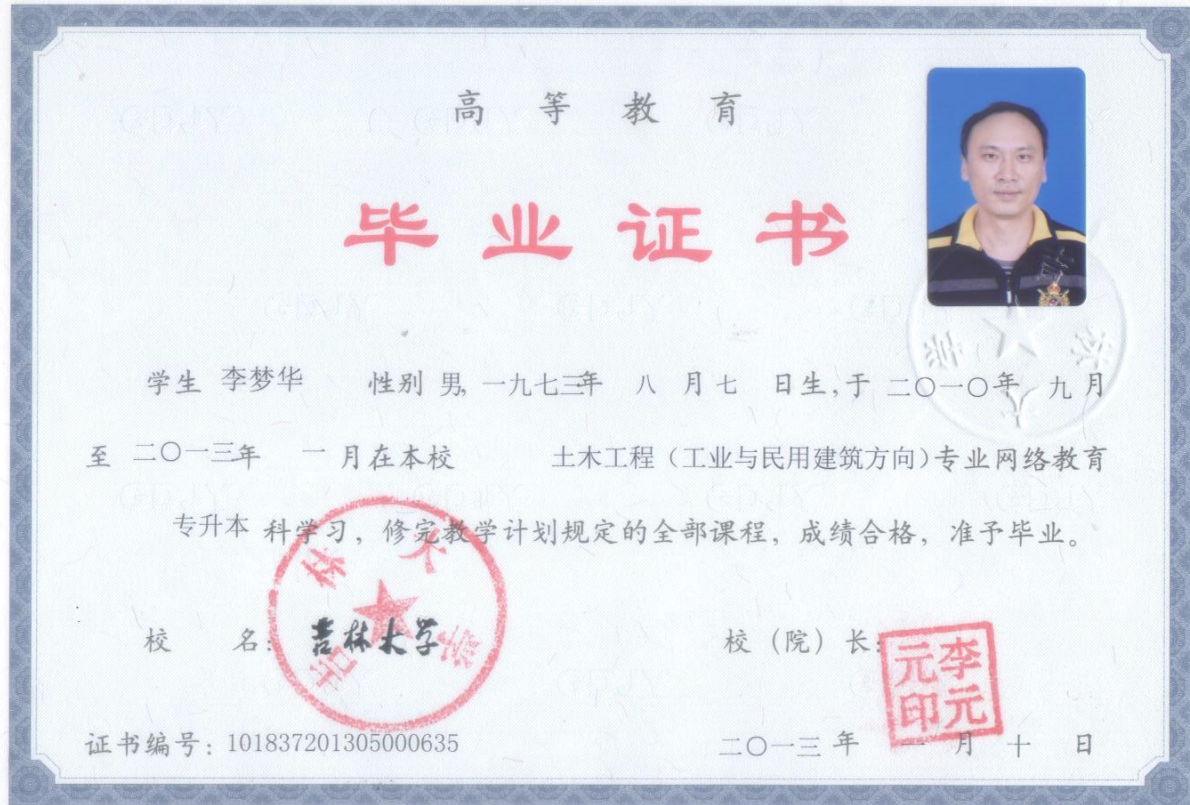 高等教育
毕业证书
学生 李梦华 性别 男, 一九七三年 八 月 七 日生,于 二〇一〇年 九 月
至 二〇一三年 一 月在本校 土木工程（工业与民用建筑方向）专业网络教育
专升本 科学习，修完教学计划规定的全部课程，成绩合格，准予毕业。
校 名: 吉林大学
吉林大学
校（院）长:
李元元印
证书编号: 101837201305000635
二〇一三 年 一 月 十 日